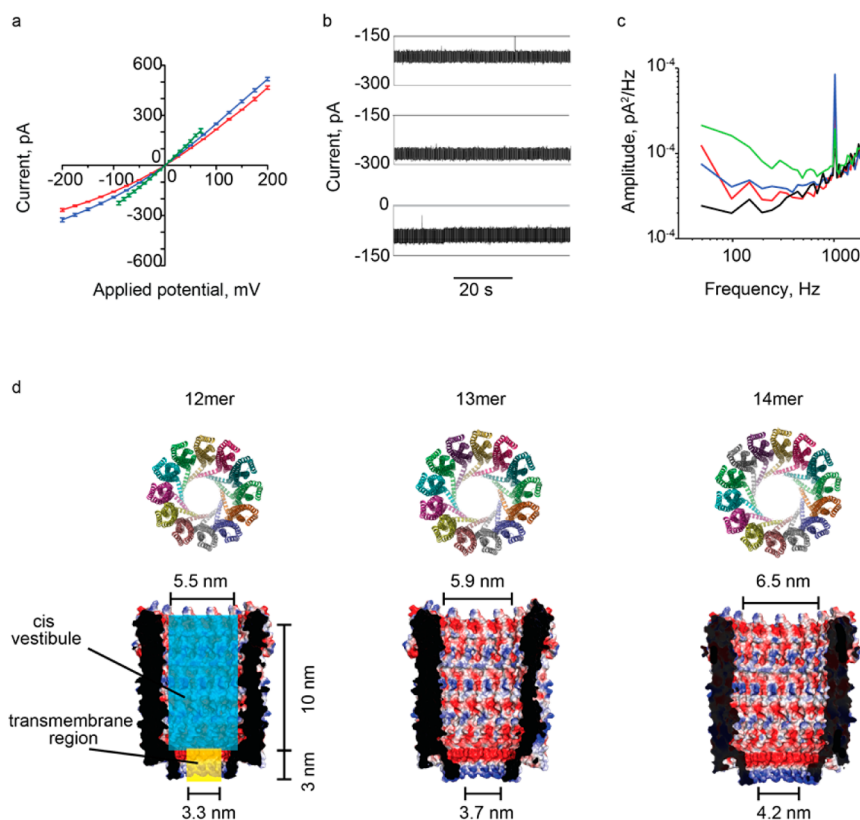 a
b
c
600
300
0
-300
-600
-200
-100
0
100
200
Current, pA
Applied potential, mV
-150
-300
-150
-300
0
-150
Current, pA
20 s
10-4
10-4
10-4
Amplitude, pA2/Hz
100
1000
Frequency, Hz
d
12mer
13mer
14mer
5.5 nm
5.9 nm
6.5 nm
cis
vestibule
transmembrane
region
10 nm
3 nm
3.3 nm
3.7 nm
4.2 nm